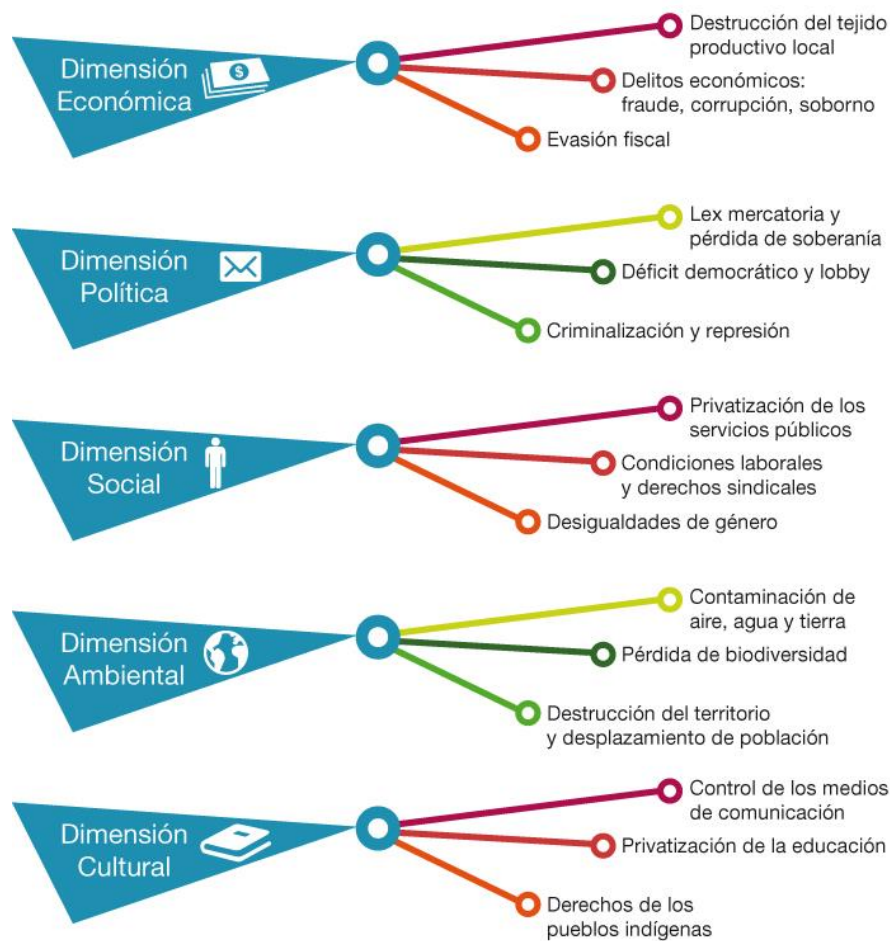 Dimensión
Económica
$
Destrucción del tejido
productivo local
Delitos económicos:
fraude, corrupción, soborno
Evasión fiscal
Dimensión
Política
Lex mercatoria y
pérdida de soberanía
Déficit democrático y lobby
Criminalización y represión
Dimensión
Social
Privatización de los
servicios públicos
Condiciones laborales
y derechos sindicales
Desigualdades de género
Dimensión
Ambiental
Contaminación de
aire, agua y tierra
Pérdida de biodiversidad
Destrucción del territorio
y desplazamiento de población
Dimensión
Cultural
Control de los medios
de comunicación
Privatización de la educación
Derechos de los
pueblos indígenas